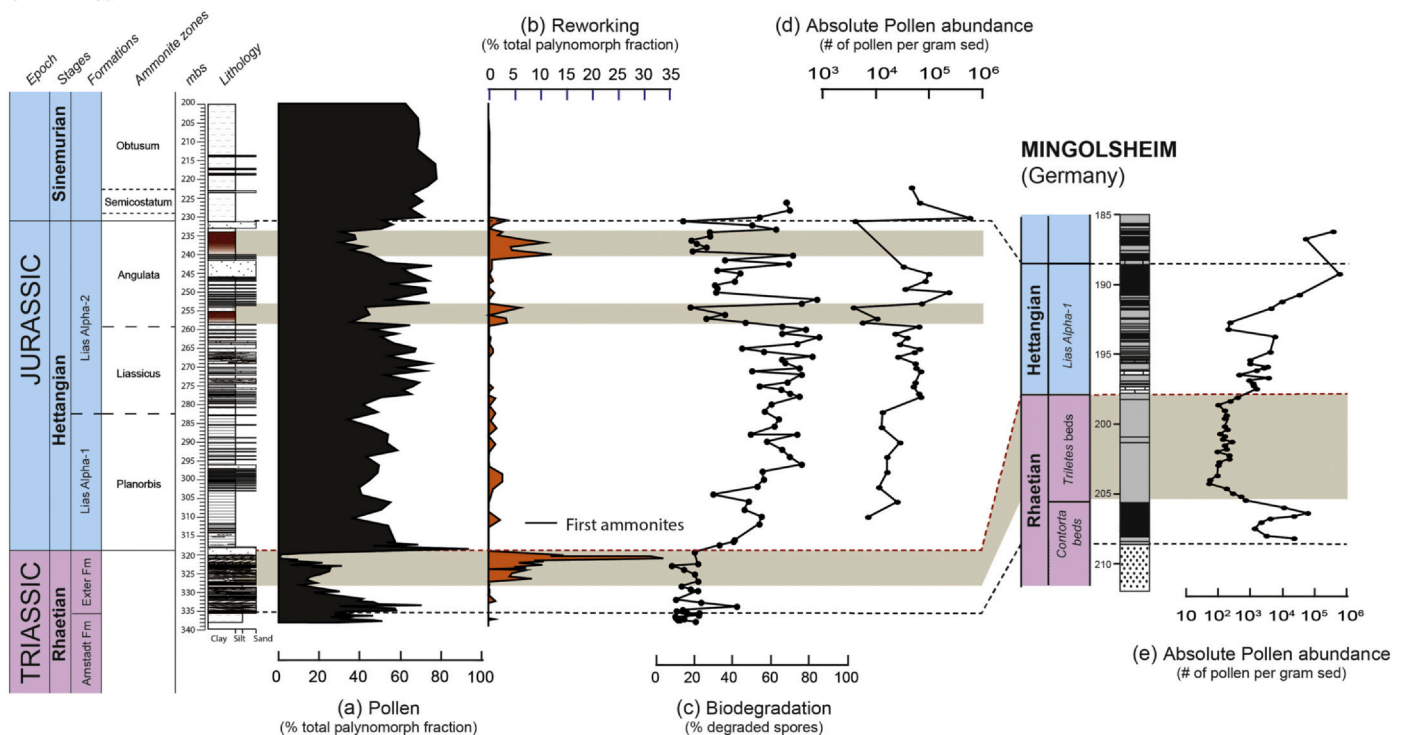 (b) Reworking
(% total palynomorph fraction)
0 5 10 15 20 25 30 35
(d) Absolute Pollen abundance
(# of pollen per gram sed)
10³ 10⁴ 10⁵ 10⁶
Epoch
Stages
Formations
Ammonite zones
mbs
Lithology
JURASSIC
TRIASSIC
Sinemurian
Hettangian
Rhaetian
Lias Alpha-2
Lias Alpha-1
Exter Fm
Arnstadt Fm
Obtusum
Semicostatum
Angulata
Liassicus
Planorbis
200
205
210
215
220
225
230
235
240
245
250
255
260
265
270
275
280
285
290
295
300
305
310
315
320
325
330
335
340
Clay Silt Sand
First ammonites
0 20 40 60 80 100
(a) Pollen
(% total palynomorph fraction)
0 20 40 60 80 100
(c) Biodegradation
(% degraded spores)
MINGOLSHEIM
(Germany)
Hettangian
Rhaetian
Lias Alpha-1
Triletes beds
Contorta
beds
185
190
195
200
205
210
10 10² 10³ 10⁴ 10⁵ 10⁶
(e) Absolute Pollen abundance
(# of pollen per gram sed)